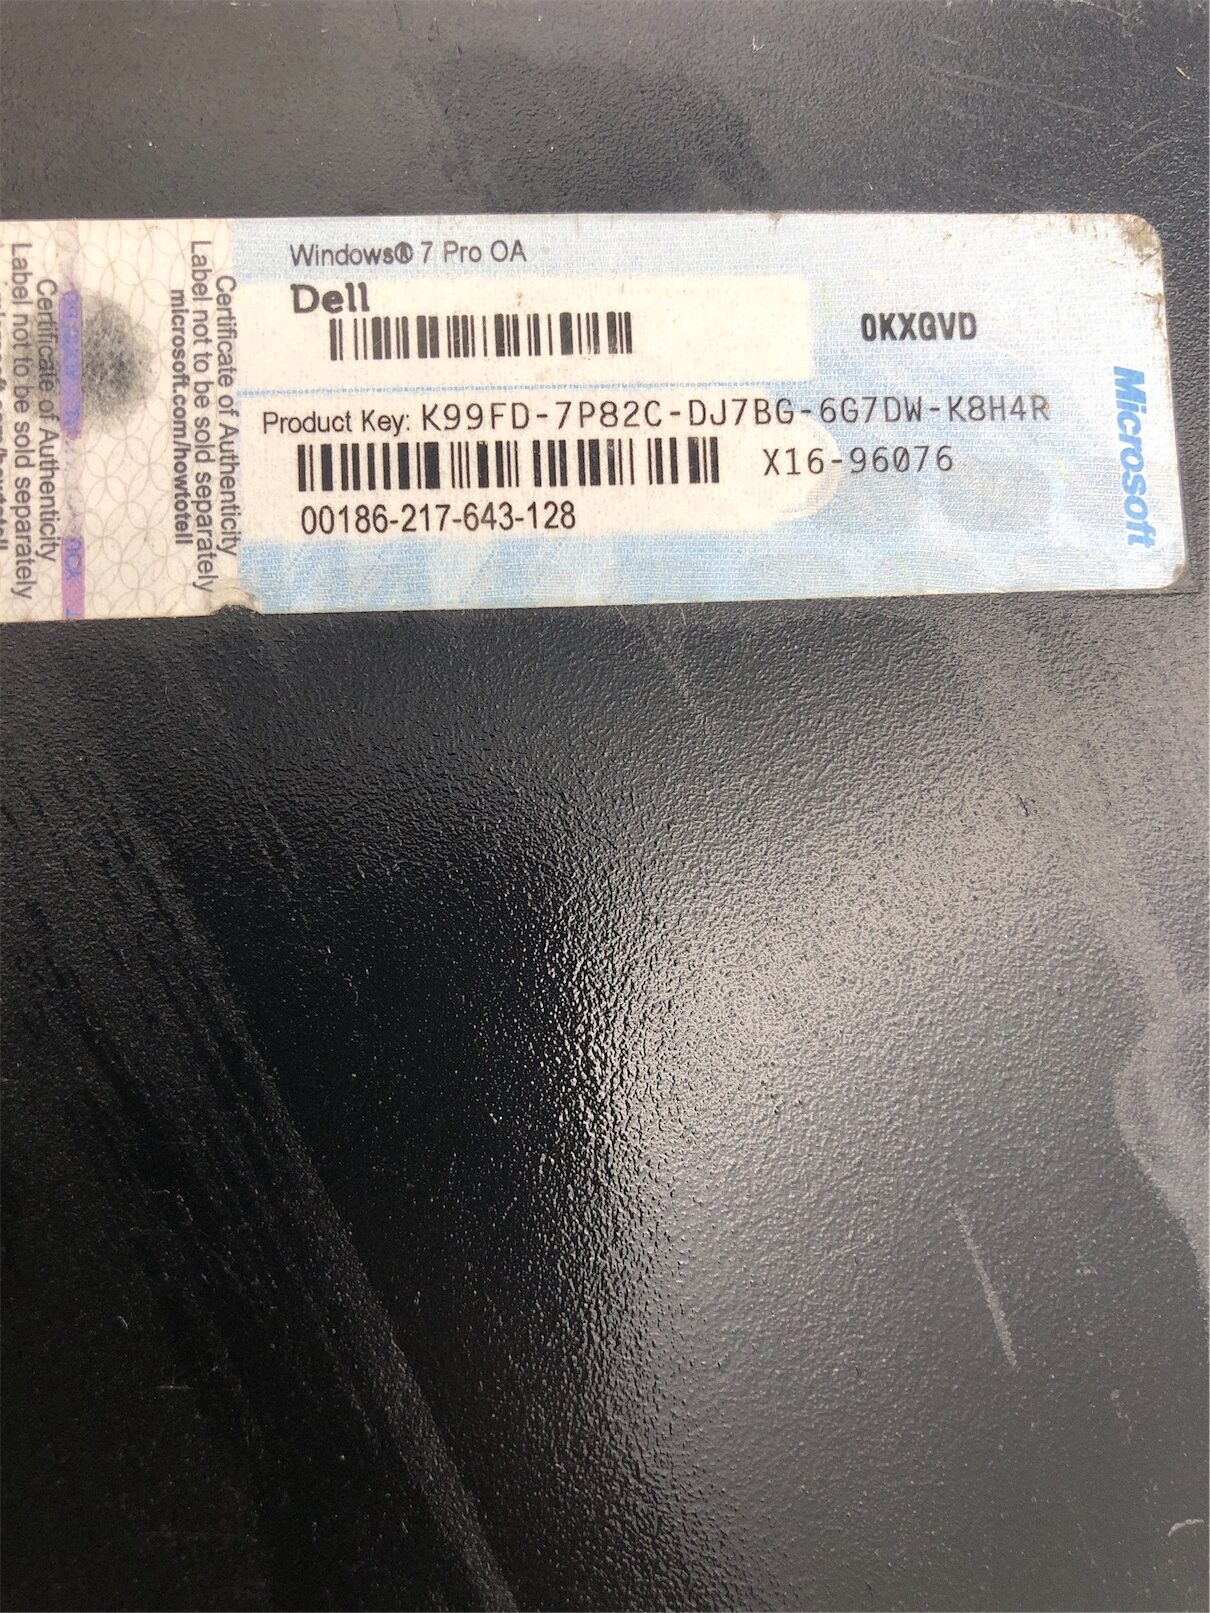 Windows® 7 Pro OA
Dell
0KXGVD
Product Key: K99FD-7P82C-DJ7BG-6G7DW-K8H4R
X16-96076
00186-217-643-128
Microsoft
Certificate of Authenticity
Label not to be sold separately
microsoft.com/howtotell
Certificate of Authenticity
Label not to be sold separately